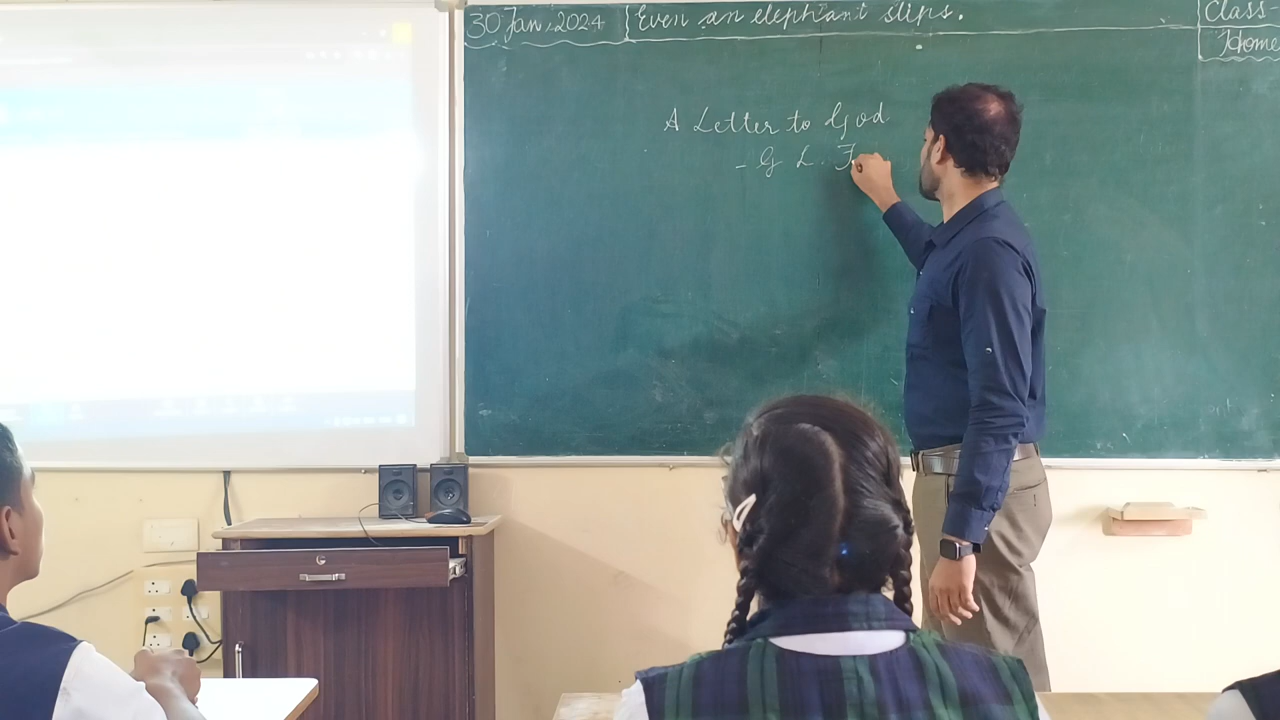 30 Jan, 2024
Even an elephant slips.
Class-
Home
A Letter to God
- G L. F